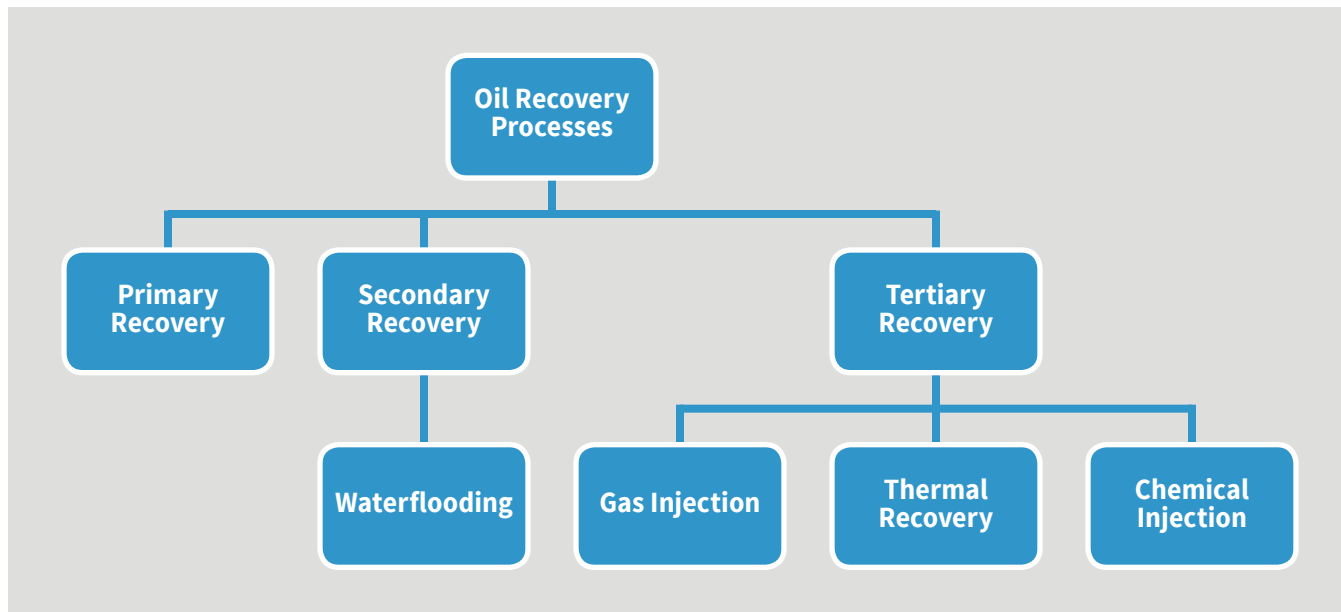 Oil Recovery
Processes
Primary
Recovery
Secondary
Recovery
Tertiary
Recovery
Waterflooding
Gas Injection
Thermal
Recovery
Chemical
Injection